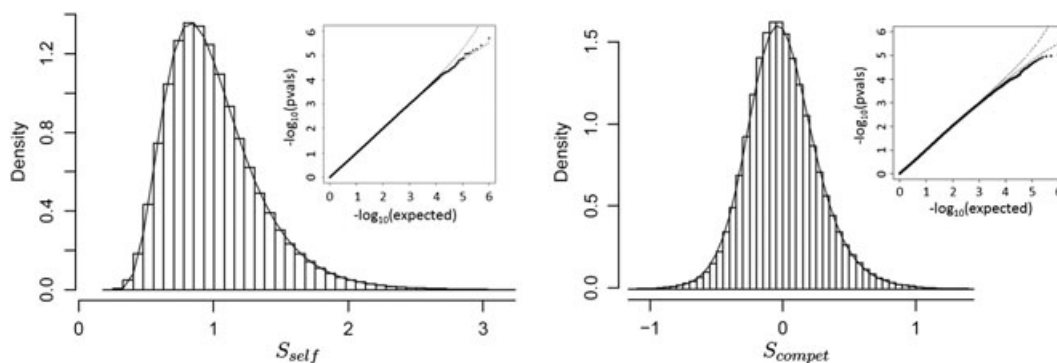 Density
0.0 0.4 0.8 1.2
0 1 2 3
S_self
-log10(pvals)
0 1 2 3 4 5 6
-log10(expected)
0 1 2 3 4 5 6
Density
0.0 0.5 1.0 1.5
−1 0 1
S_compet
-log10(pvals)
0 1 2 3 4 5 6
-log10(expected)
0 1 2 3 4 5